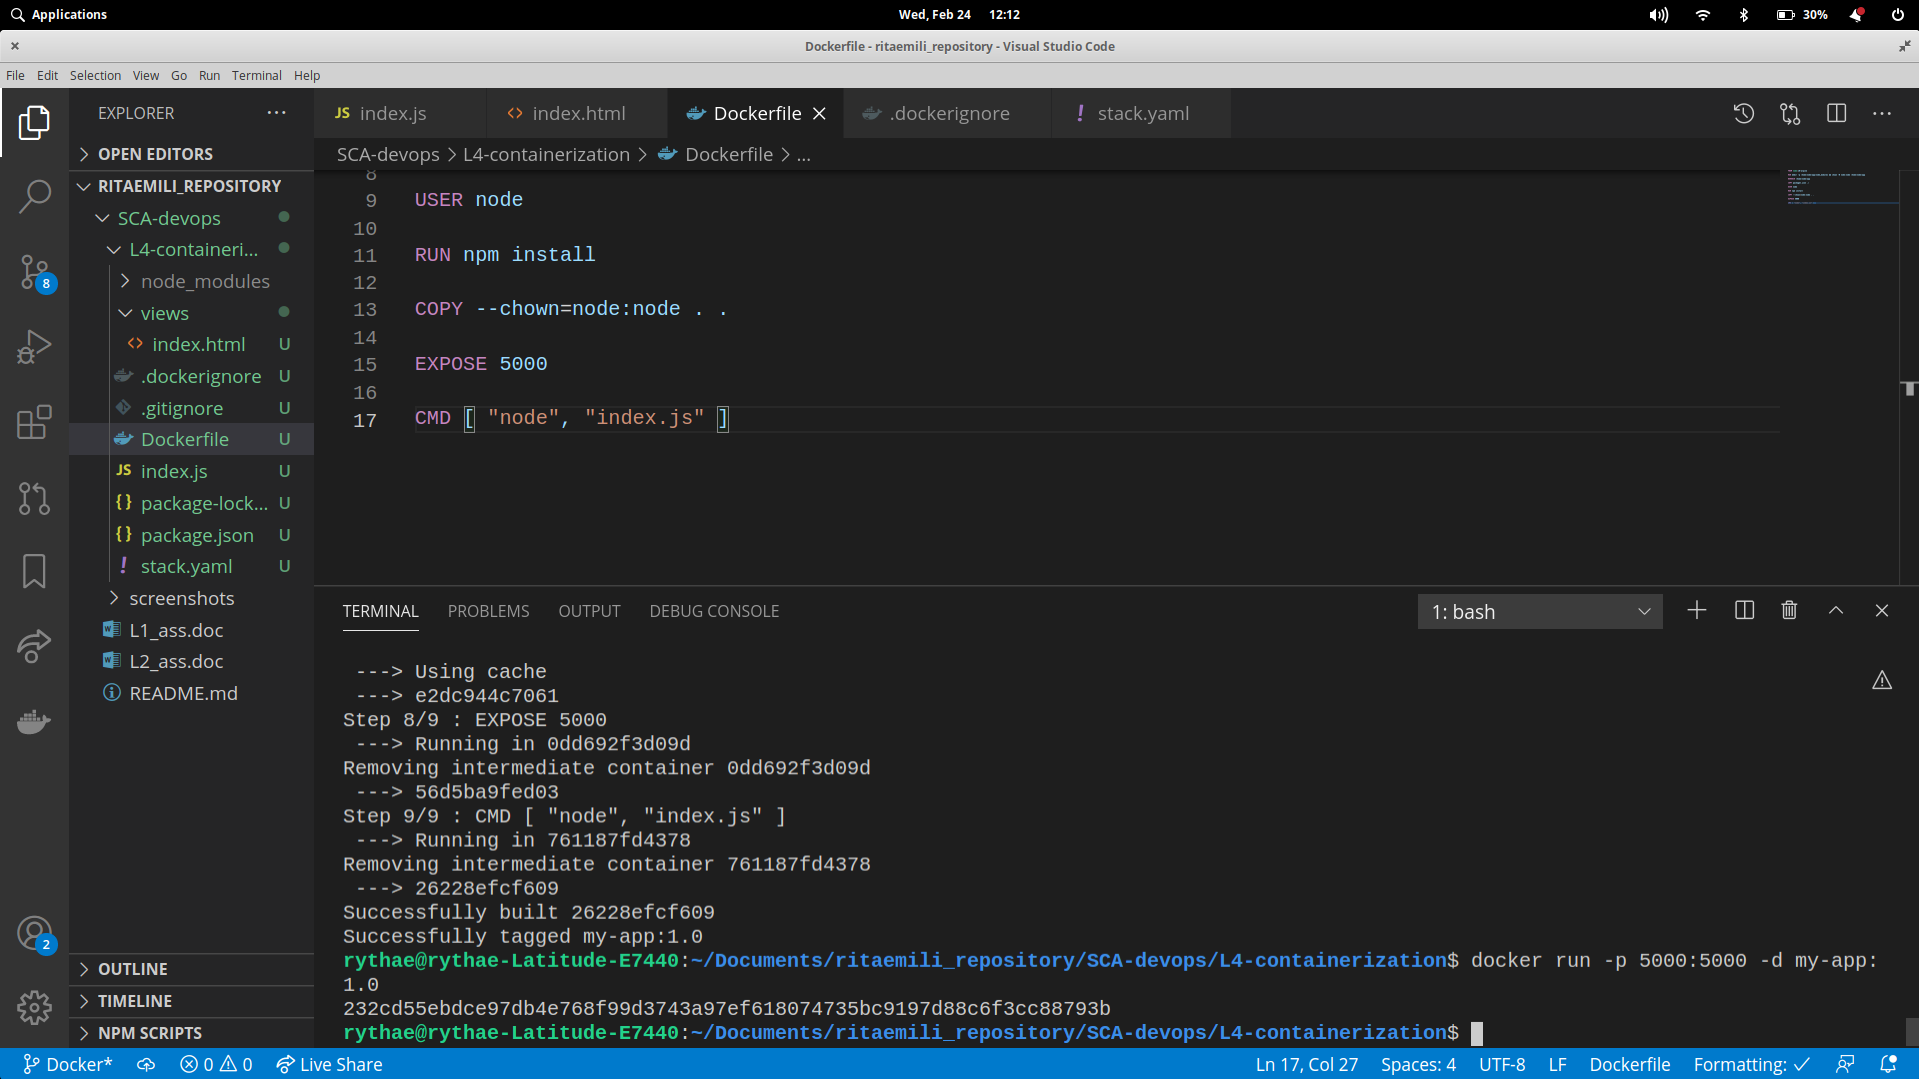 Applications
Wed, Feb 24 12:12
30%
Dockerfile - ritaemili_repository - Visual Studio Code
File Edit Selection View Go Run Terminal Help
EXPLORER
OPEN EDITORS
RITAEMILI_REPOSITORY
SCA-devops
L4-containeri...
node_modules
views
index.html U
.dockerignore U
.gitignore U
Dockerfile U
JS index.js U
{} package-lock... U
{} package.json U
! stack.yaml U
screenshots
L1_ass.doc
L2_ass.doc
README.md
OUTLINE
TIMELINE
NPM SCRIPTS
8
2
JS index.js
<> index.html
Dockerfile
.dockerignore
! stack.yaml
SCA-devops > L4-containerization > Dockerfile > ...
8
9 USER node
10
11 RUN npm install
12
13 COPY --chown=node:node . .
14
15 EXPOSE 5000
16
17 CMD [ "node", "index.js" ]
TERMINAL PROBLEMS OUTPUT DEBUG CONSOLE
1: bash
---> Using cache
---> e2dc944c7061
Step 8/9 : EXPOSE 5000
---> Running in 0dd692f3d09d
Removing intermediate container 0dd692f3d09d
---> 56d5ba9fed03
Step 9/9 : CMD [ "node", "index.js" ]
---> Running in 761187fd4378
Removing intermediate container 761187fd4378
---> 26228efcf609
Successfully built 26228efcf609
Successfully tagged my-app:1.0
rythae@rythae-Latitude-E7440:~/Documents/ritaemili_repository/SCA-devops/L4-containerization$ docker run -p 5000:5000 -d my-app:
1.0
232cd55ebdce97db4e768f99d3743a97ef618074735bc9197d88c6f3cc88793b
rythae@rythae-Latitude-E7440:~/Documents/ritaemili_repository/SCA-devops/L4-containerization$
Docker* 0 0 Live Share
Ln 17, Col 27 Spaces: 4 UTF-8 LF Dockerfile Formatting: ✓